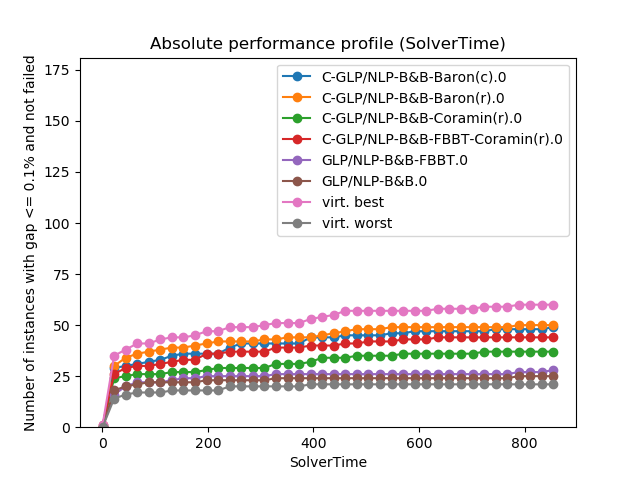 Absolute performance profile (SolverTime)
Number of instances with gap <= 0.1% and not failed
175
150
125
100
75
50
25
0
C-GLP/NLP-B&B-Baron(c).0
C-GLP/NLP-B&B-Baron(r).0
C-GLP/NLP-B&B-Coramin(r).0
C-GLP/NLP-B&B-FBBT-Coramin(r).0
GLP/NLP-B&B-FBBT.0
GLP/NLP-B&B.0
virt. best
virt. worst
0 200 400 600 800
SolverTime